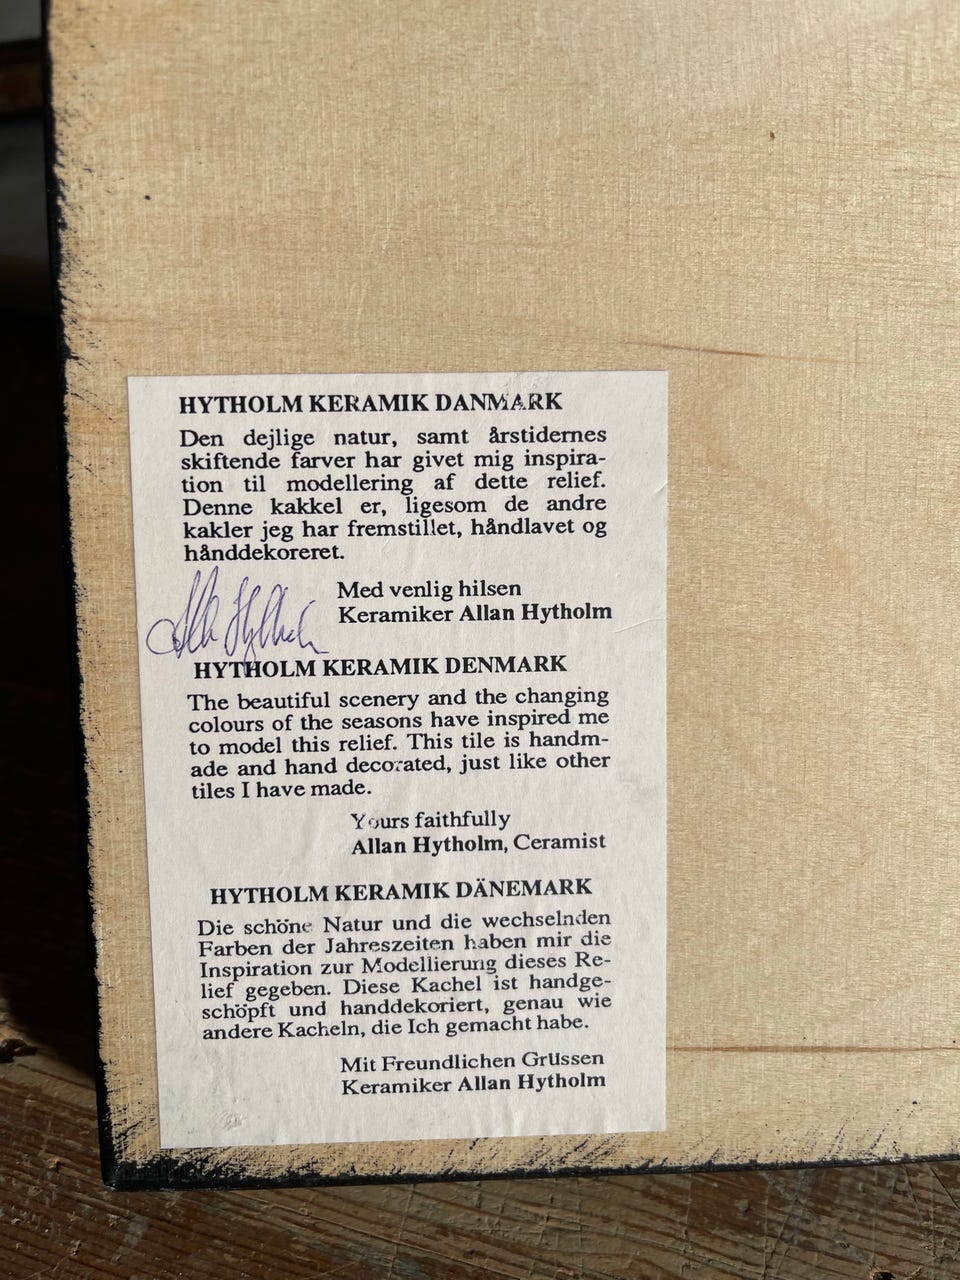 HYTHOLM KERAMIK DANMARK
Den dejlige natur, samt årstidernes
skiftende farver har givet mig inspira-
tion til modellering af dette relief.
Denne kakkel er, ligesom de andre
kakler jeg har fremstillet, håndlavet og
hånddekoreret.
Med venlig hilsen
Keramiker Allan Hytholm
HYTHOLM KERAMIK DENMARK
The beautiful scenery and the changing
colours of the seasons have inspired me
to model this relief. This tile is handm-
ade and hand decorated, just like other
tiles I have made.
Yours faithfully
Allan Hytholm, Ceramist
HYTHOLM KERAMIK DÄNEMARK
Die schöne Natur und die wechselnden
Farben der Jahreszeiten haben mir die
Inspiration zur Modellierung dieses Re-
lief gegeben. Diese Kachel ist handge-
schöpft und handdekoriert, genau wie
andere Kacheln, die Ich gemacht habe.
Mit Freundlichen Grüssen
Keramiker Allan Hytholm